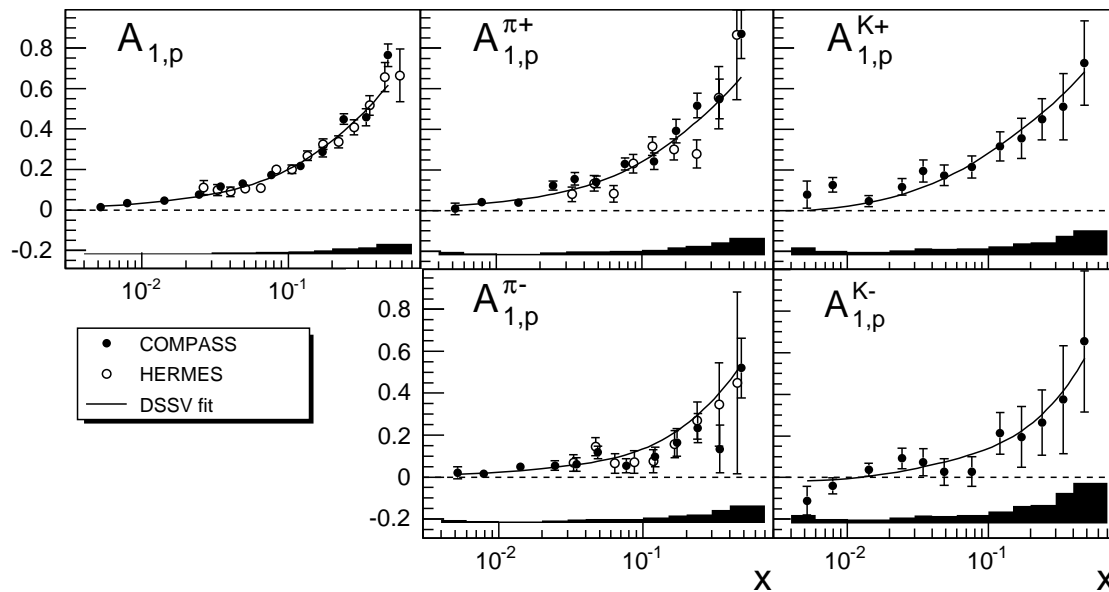 A1,p
Aπ+1,p
AK+1,p
0.8
0.6
0.4
0.2
0
-0.2
10-2
10-1
Aπ-1,p
AK-1,p
COMPASS
HERMES
DSSV fit
0.8
0.6
0.4
0.2
0
-0.2
10-2
10-1
x
10-2
10-1
x